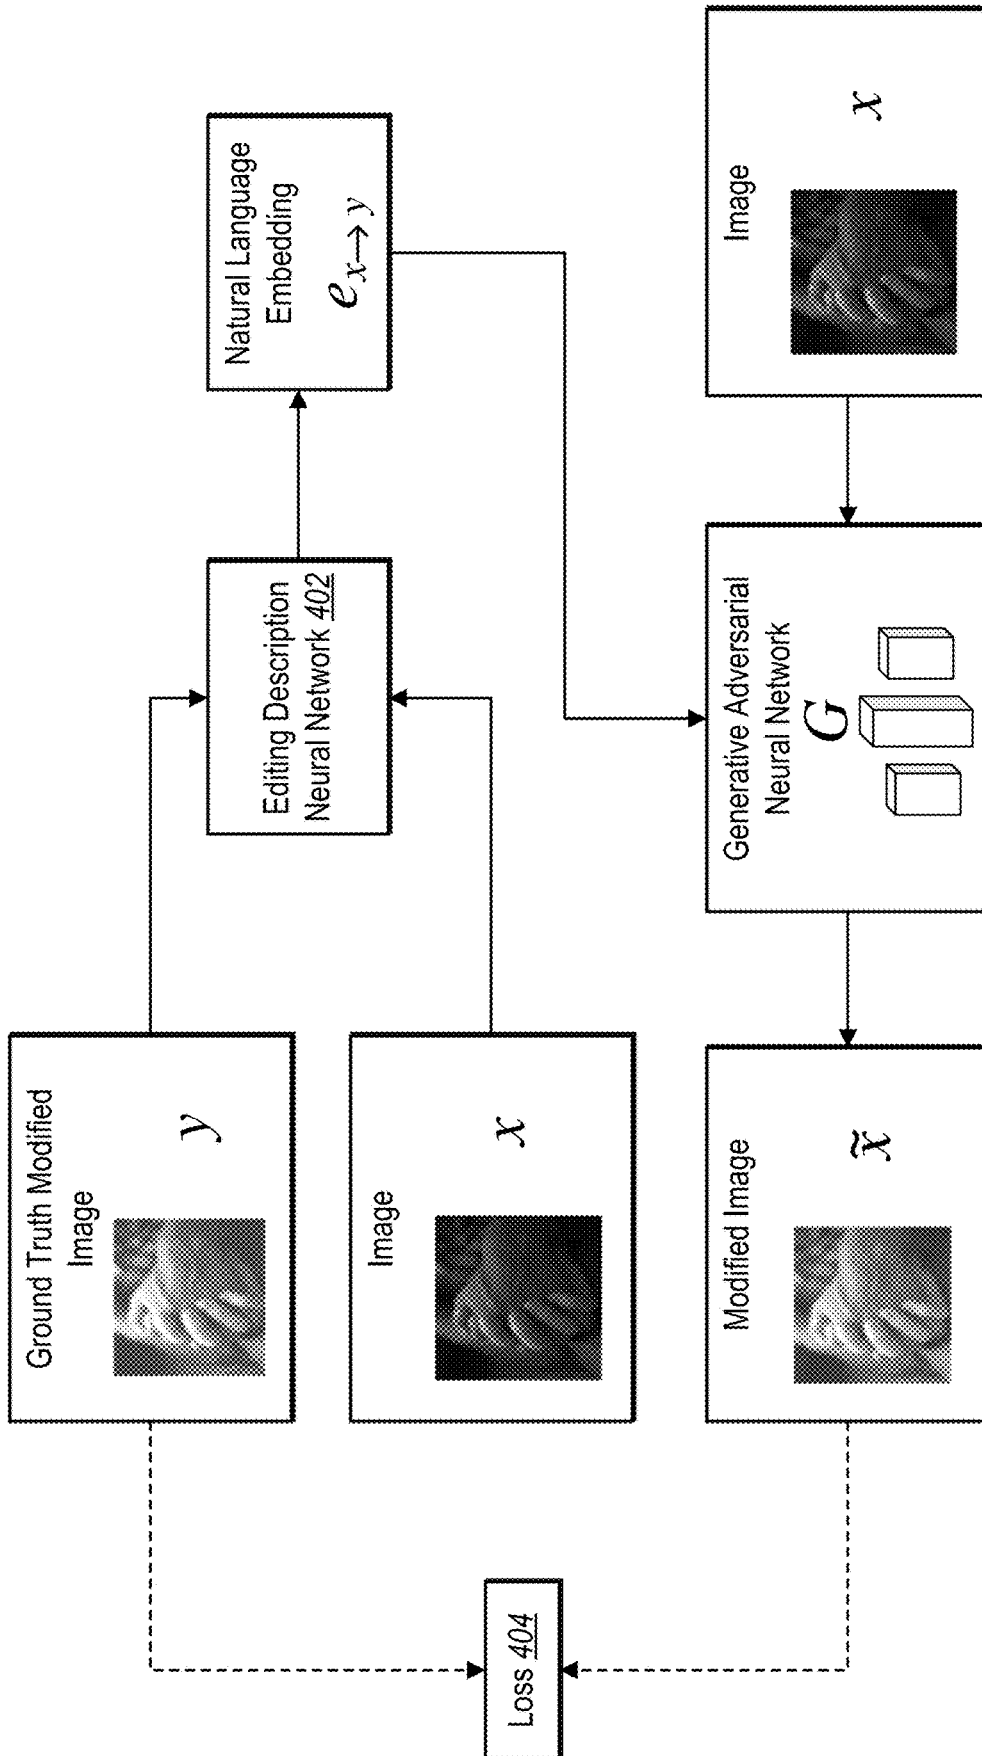 Ground Truth Modified
Image
y
Image
x
Editing Description
Neural Network 402
Natural Language
Embedding
e x→y
Loss 404
Modified Image
x̃
Generative Adversarial
Neural Network
G
Image
x